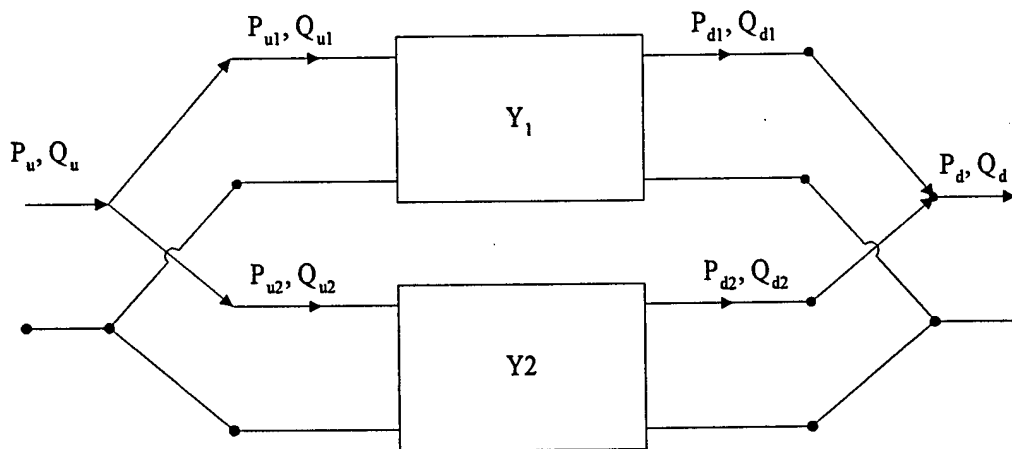 P_u1, Q_u1
P_d1, Q_d1
Y_1
P_u, Q_u
P_d, Q_d
P_u2, Q_u2
P_d2, Q_d2
Y2